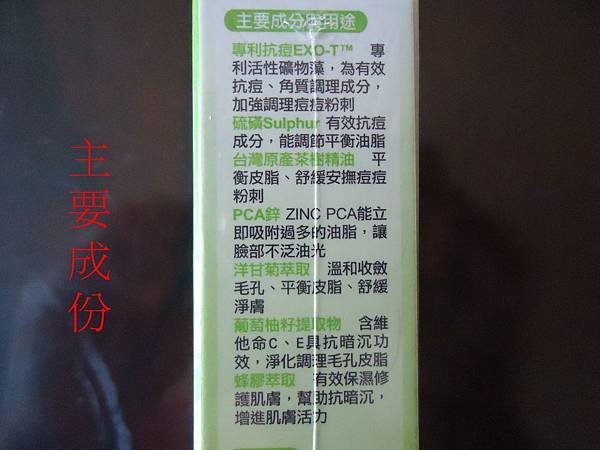 主要成分與用途
專利抗痘EXO-T™ 專
利活性礦物藻，為有效
抗痘、角質調理成分，
加強調理痘痘粉刺
硫磺Sulphur 有效抗痘
成分，能調節平衡油脂
台灣原產茶樹精油 平
衡皮脂、舒緩安撫痘痘
粉刺
PCA鋅 ZINC PCA能立
即吸附過多的油脂，讓
臉部不泛油光
洋甘菊萃取 溫和收斂
毛孔、平衡皮脂、舒緩
淨膚
葡萄柚籽提取物 含維
他命C、E具抗暗沉功
效，淨化調理毛孔皮脂
蜂膠萃取 有效保濕修
護肌膚，幫助抗暗沉，
增進肌膚活力
主要成份